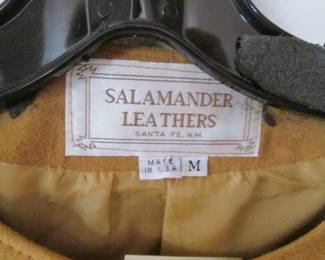 SALAMANDER
LEATHERS
SANTA FE, N.M.
MADE
IN USA
M